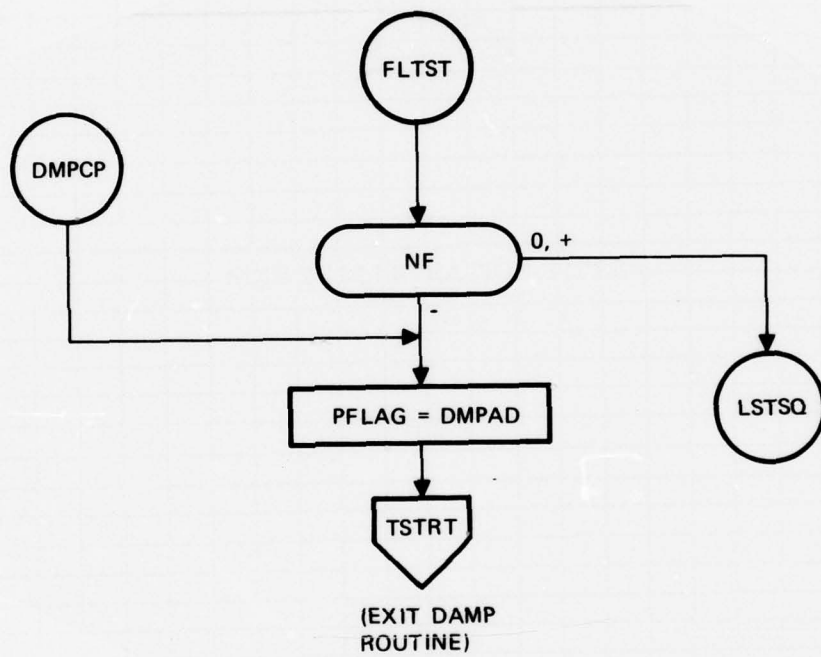 FLTST
DMPCP
0, +
NF
-
PFLAG = DMPAD
LSTSQ
TSTRT
(EXIT DAMP
ROUTINE)